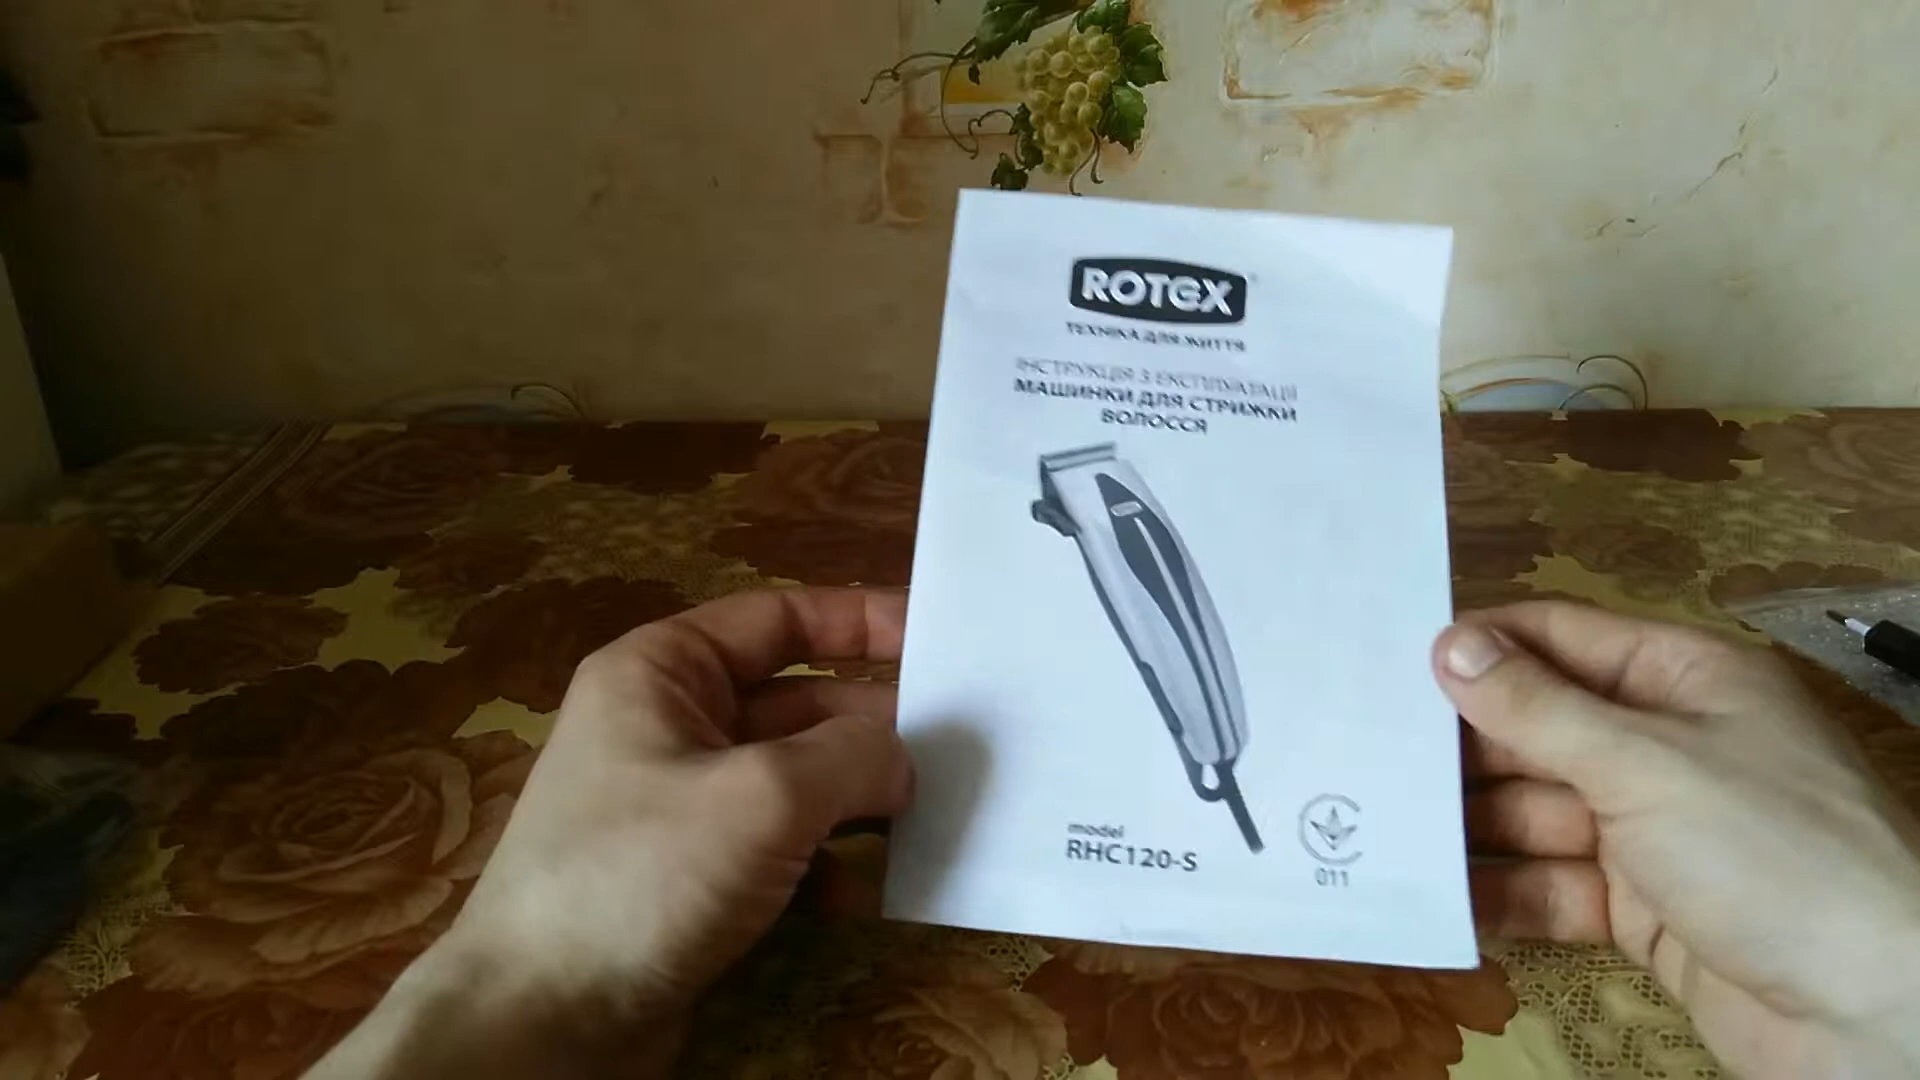 ROTEX
ТЕХНІКА ДЛЯ ЖИТТЯ
ІНСТРУКЦІЯ З ЕКСПЛУАТАЦІЇ
МАШИНКИ ДЛЯ СТРИЖКИ
ВОЛОССЯ
model
RHC120-S
011